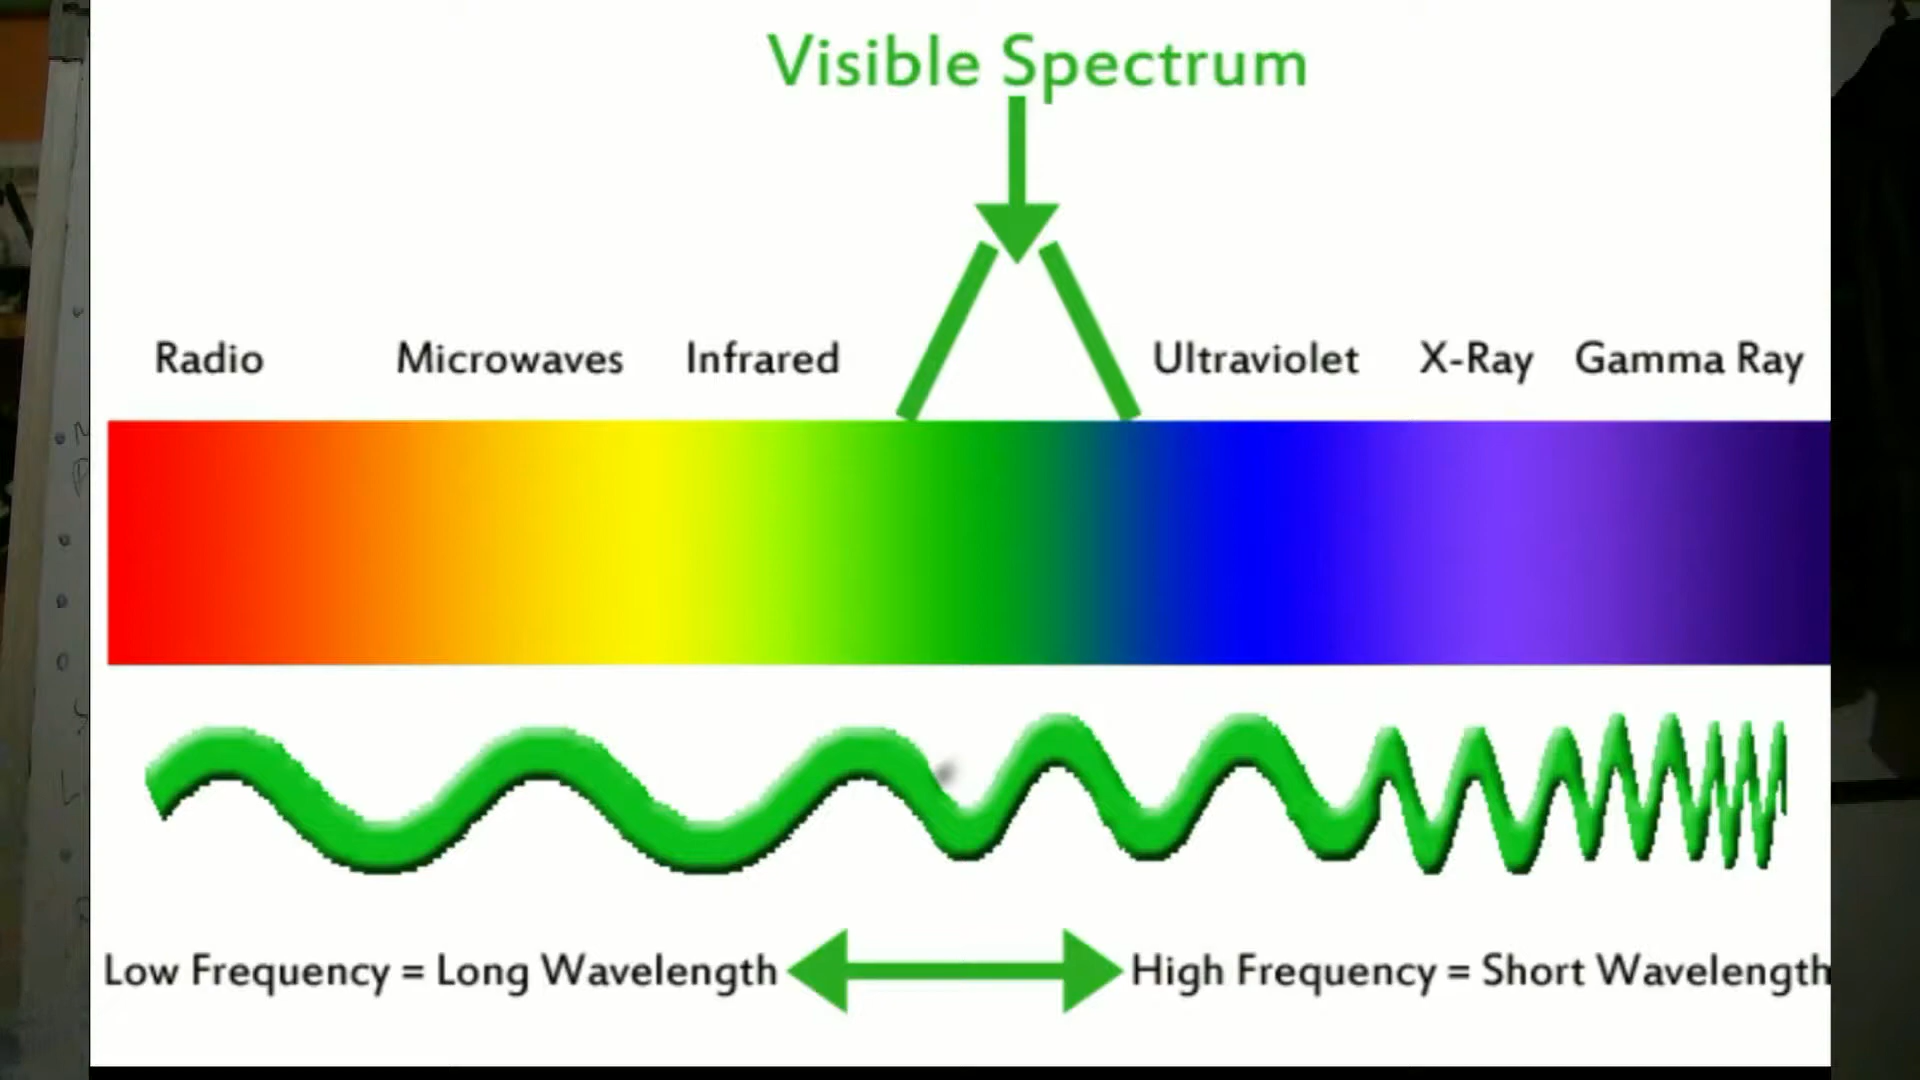 Visible Spectrum
Radio Microwaves Infrared Ultraviolet X-Ray Gamma Ray
Low Frequency = Long Wavelength High Frequency = Short Wavelength